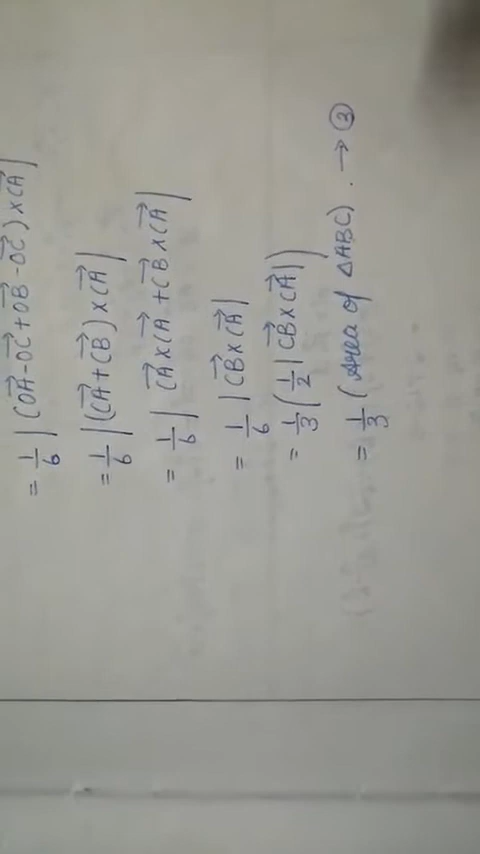 = 1/6 |(OA→ - OC→ + OB→ - OC→) × CA→|
= 1/6 |(CA→ + CB→) × CA→|
= 1/6 | CA→ × CA→ + CB→ × CA→ |
= 1/6 | CB→ × CA→ |
= 1/3 ( 1/2 | CB→ × CA→ | )
= 1/3 ( Area of △ABC) . → ③